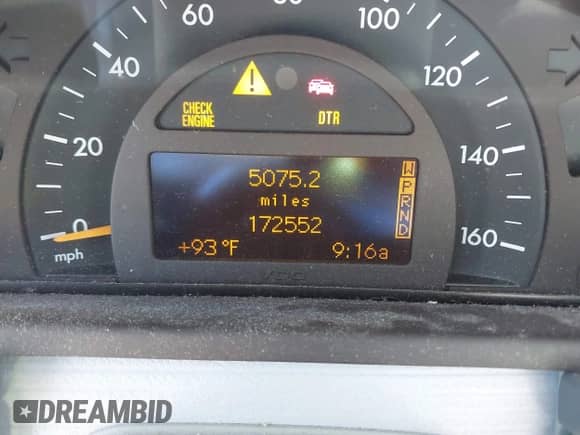 60
80
100
40
120
CHECK
ENGINE
DTR
20
140
5075.2
miles
172552
W
P
R
N
D
0
160
+93°F
9:16a
mph
DREAMBID